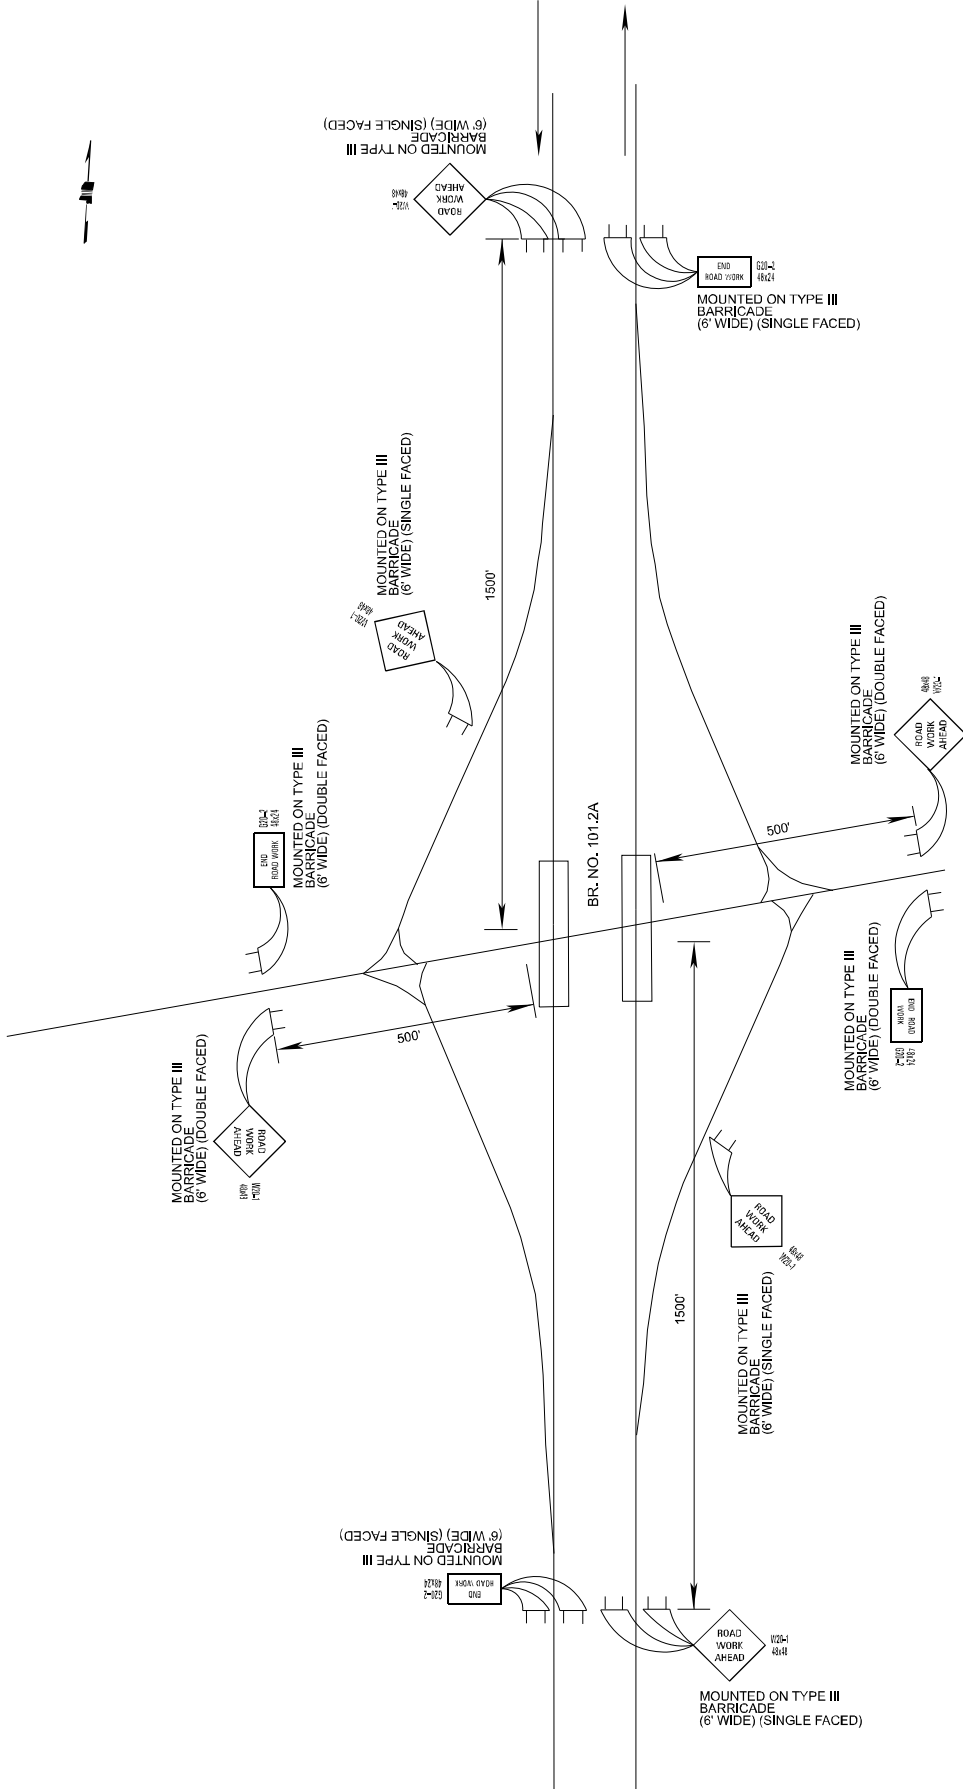 MOUNTED ON TYPE III
BARRICADE
(6' WIDE) (SINGLE FACED)
ROAD
WORK
AHEAD
48x48
END
ROAD WORK
G20-2
48x24
MOUNTED ON TYPE III
BARRICADE
(6' WIDE) (SINGLE FACED)
MOUNTED ON TYPE III
BARRICADE
(6' WIDE) (SINGLE FACED)
1500'
W20-1
48x48
ROAD
WORK
AHEAD
MOUNTED ON TYPE III
BARRICADE
(6' WIDE) (DOUBLE FACED)
48x48
ROAD
WORK
AHEAD
MOUNTED ON TYPE III
BARRICADE
(6' WIDE) (DOUBLE FACED)
G20-2
48x24
END
ROAD WORK
BR. NO. 101.2A
500'
500'
MOUNTED ON TYPE III
BARRICADE
(6' WIDE) (DOUBLE FACED)
END ROAD
WORK
48x24
G20-2
MOUNTED ON TYPE III
BARRICADE
(6' WIDE) (DOUBLE FACED)
ROAD
WORK
AHEAD
W20-1
48x48
ROAD
WORK
AHEAD
48x48
W20-1
1500'
MOUNTED ON TYPE III
BARRICADE
(6' WIDE) (SINGLE FACED)
MOUNTED ON TYPE III
BARRICADE
(6' WIDE) (SINGLE FACED)
END
ROAD WORK
G20-2
48x24
ROAD
WORK
AHEAD
W20-1
48x48
MOUNTED ON TYPE III
BARRICADE
(6' WIDE) (SINGLE FACED)